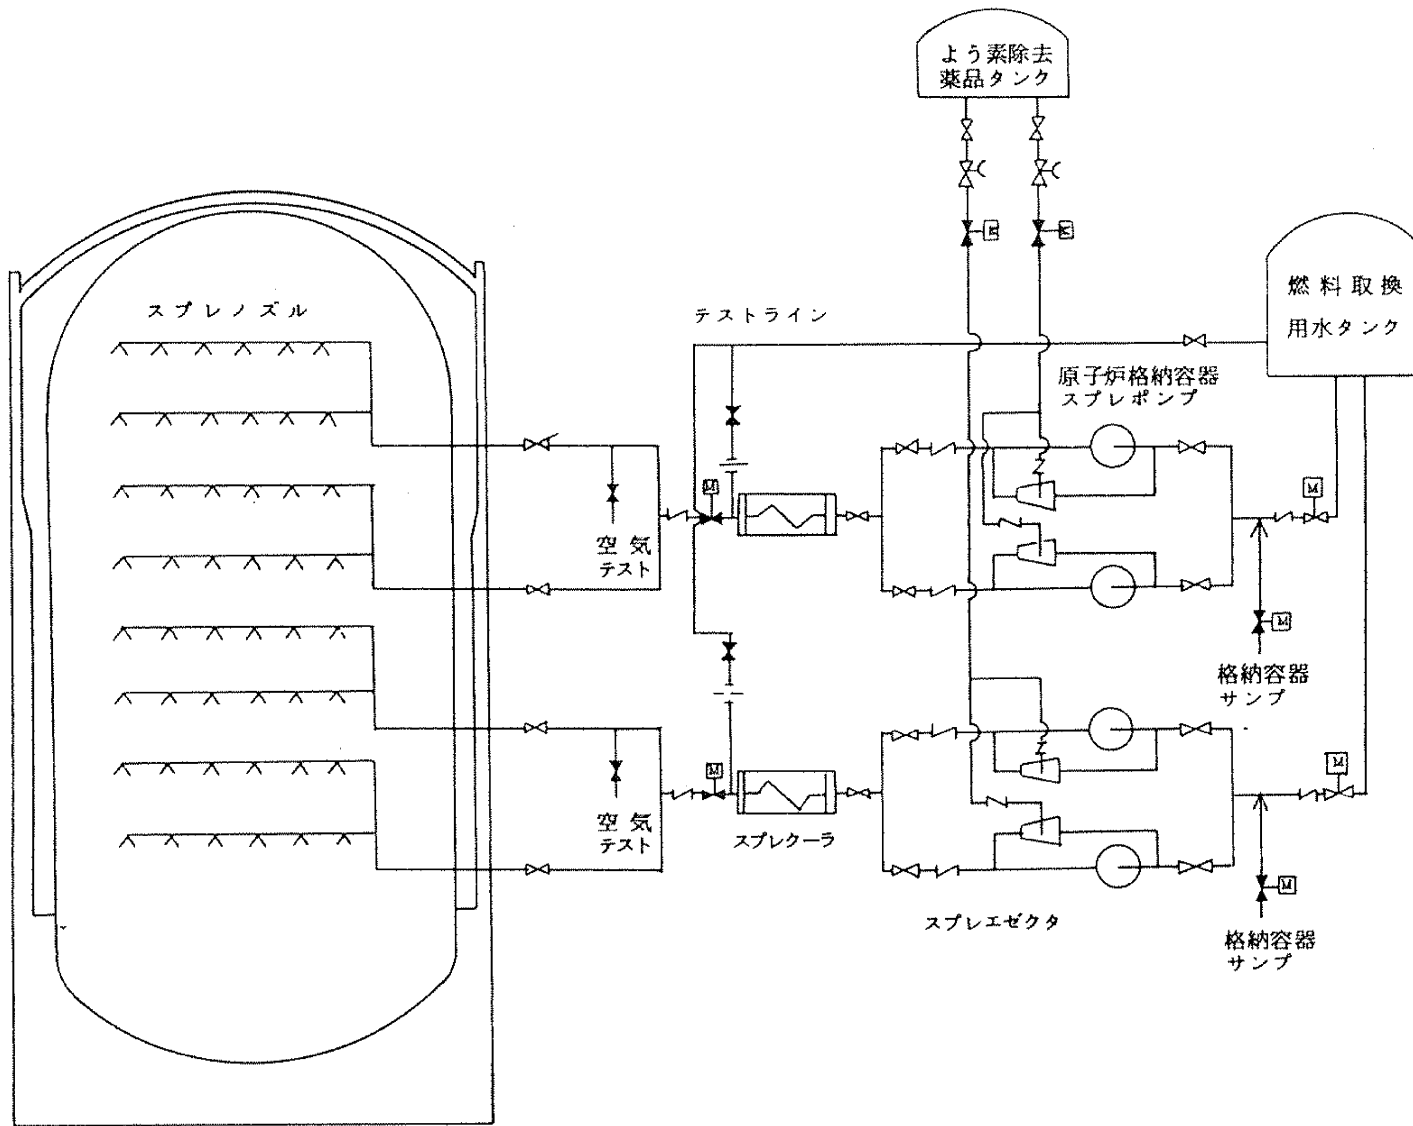 よう素除去
薬品タンク
燃料取換
用水タンク
スプレノズル
テストライン
原子炉格納容器
スプレポンプ
M
M
空気
テスト
M
格納容器
サンプ
M
M
空気
テスト
スプレクーラ
M
スプレエゼクタ
格納容器
サンプ